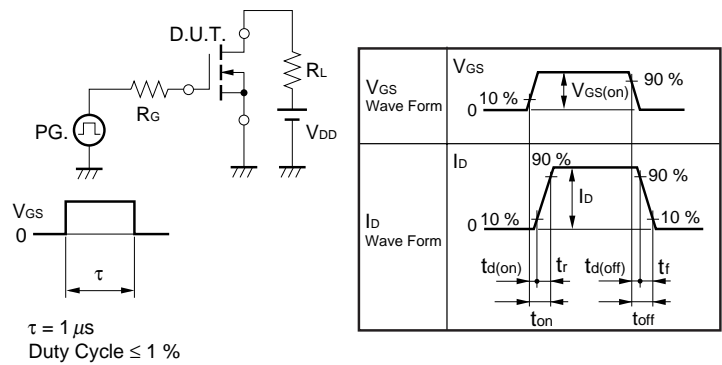 D.U.T.
RL
RG
PG.
VDD
VGS
0
τ
τ = 1 μs
Duty Cycle ≤ 1 %
VGS
Wave Form
VGS
10 %
0
VGS(on)
90 %
ID
Wave Form
ID
90 %
0 10 %
ID
90 %
10 %
td(on) tr td(off) tf
ton toff